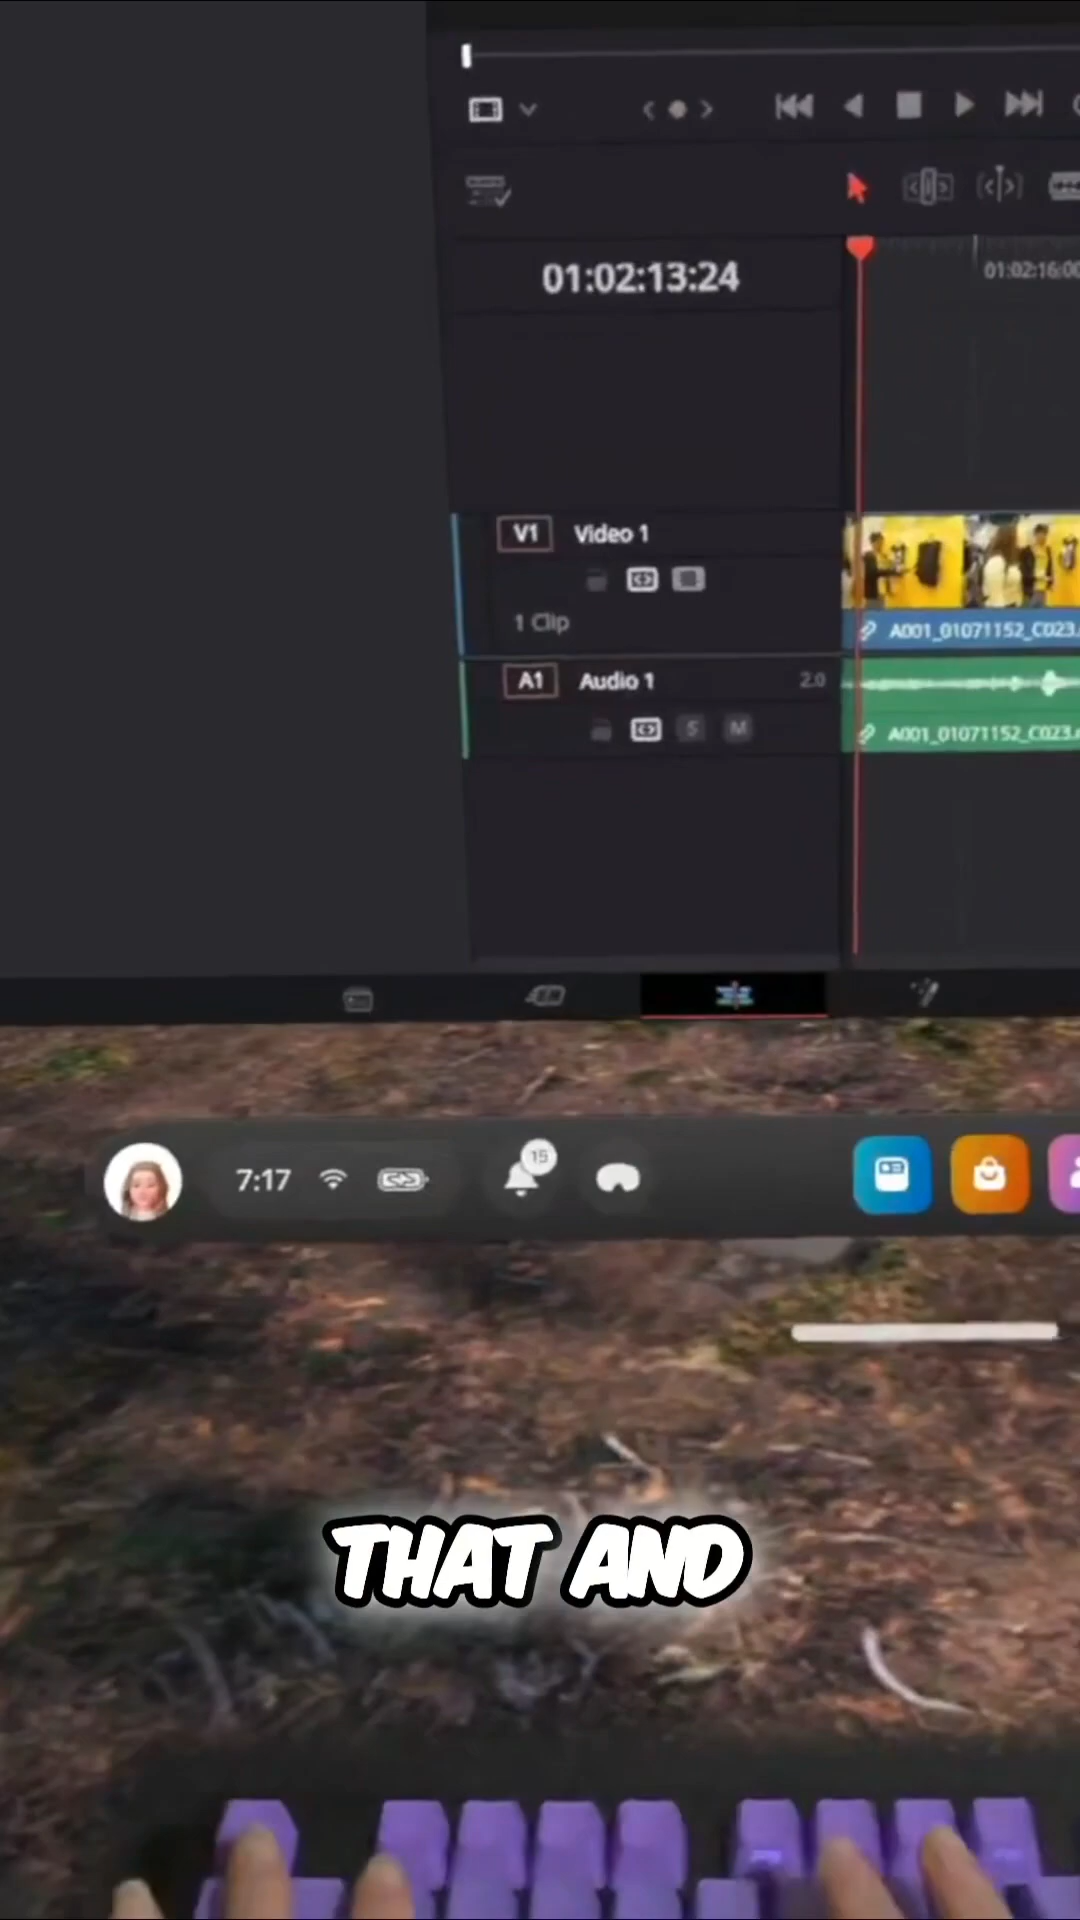 01:02:13:24
01:02:16:00
V1 Video 1
1 Clip
A001_01071152_C023.
A1 Audio 1 2.0
S M
A001_01071152_C023.
7:17
15
THAT AND